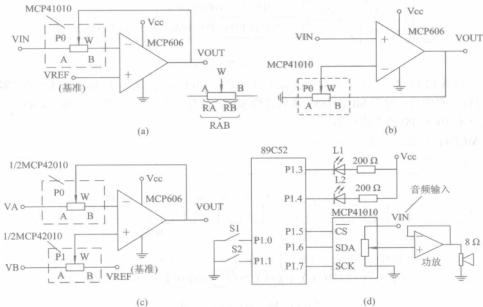 MCP41010
VIN
P0
W
A
B
VREF
(基准)
Vcc
MCP606
VOUT
W
A
B
RA
RB
RAB
(a)
Vcc
VIN
MCP606
VOUT
MCP41010
P0
W
A
B
(b)
1/2MCP42010
VA
P0
W
A
B
Vcc
MCP606
VOUT
1/2MCP42010
P1
W
VB
A
B
VREF
(基准)
(c)
89C52
L1
200 Ω
Vcc
P1.3
L2
200 Ω
P1.4
MCP41010
音频输入
VIN
S1
P1.0
P1.5
CS
S2
P1.1
P1.6
SDA
P1.7
SCK
功放
8 Ω
(d)